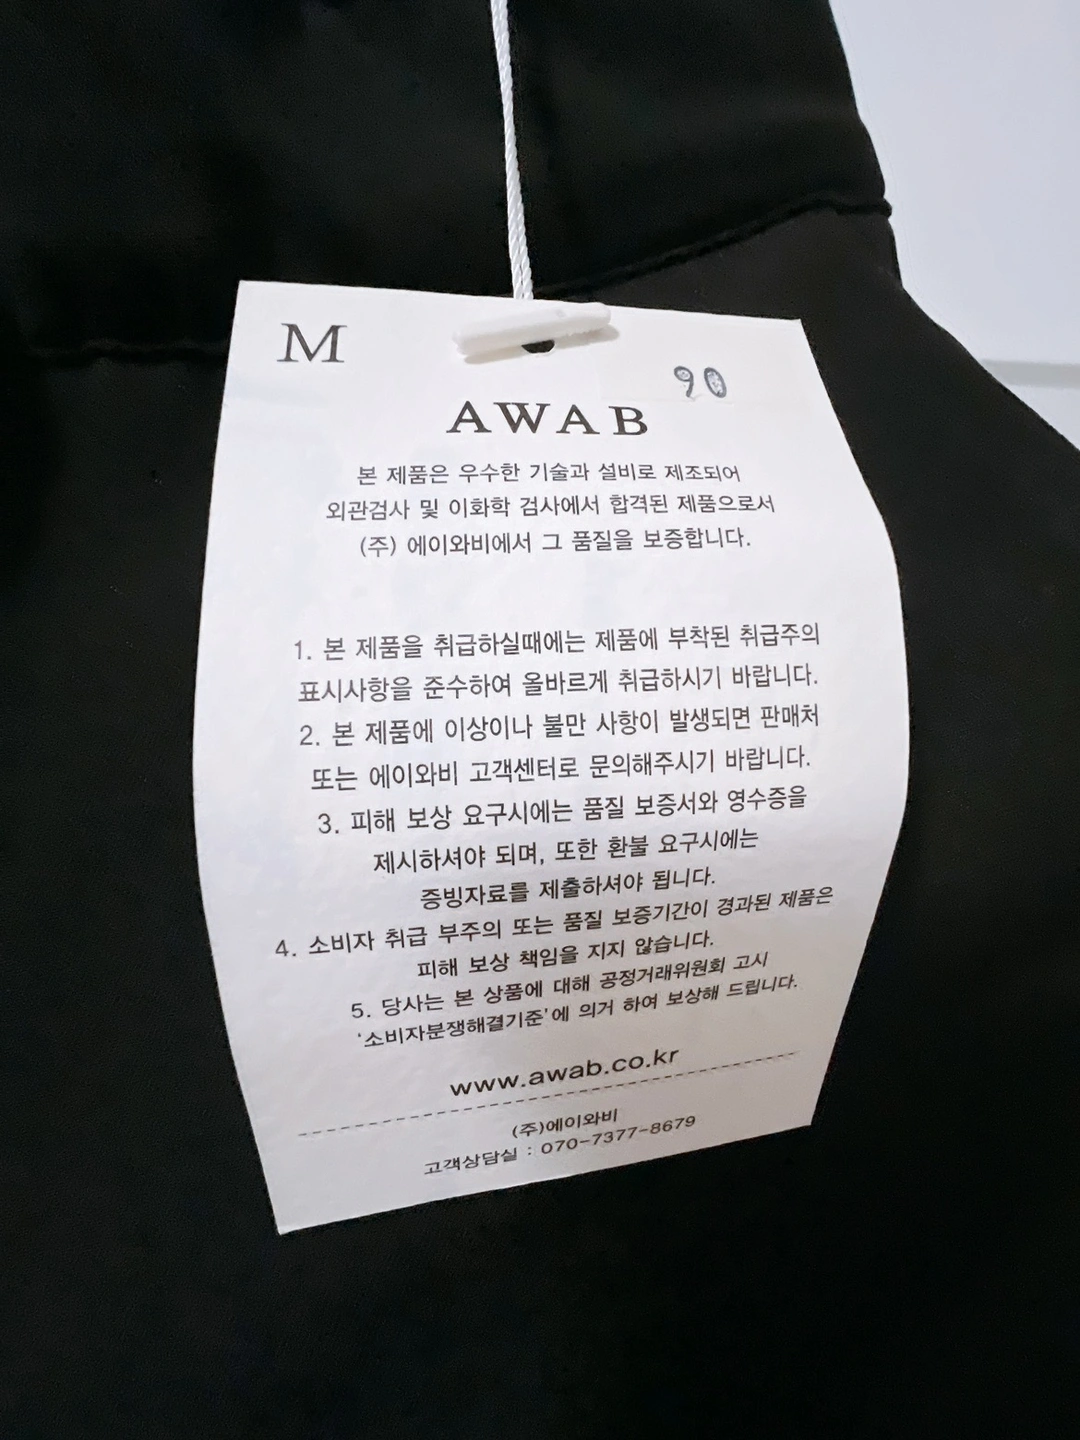 M
90
AWAB
본 제품은 우수한 기술과 설비로 제조되어
외관검사 및 이화학 검사에서 합격된 제품으로서
(주) 에이와비에서 그 품질을 보증합니다.
1. 본 제품을 취급하실때에는 제품에 부착된 취급주의
표시사항을 준수하여 올바르게 취급하시기 바랍니다.
2. 본 제품에 이상이나 불만 사항이 발생되면 판매처
또는 에이와비 고객센터로 문의해주시기 바랍니다.
3. 피해 보상 요구시에는 품질 보증서와 영수증을
제시하셔야 되며, 또한 환불 요구시에는
증빙자료를 제출하셔야 됩니다.
4. 소비자 취급 부주의 또는 품질 보증기간이 경과된 제품은
피해 보상 책임을 지지 않습니다.
5. 당사는 본 상품에 대해 공정거래위원회 고시
'소비자분쟁해결기준'에 의거 하여 보상해 드립니다.
www.awab.co.kr
(주)에이와비
고객상담실 : 070-7377-8679